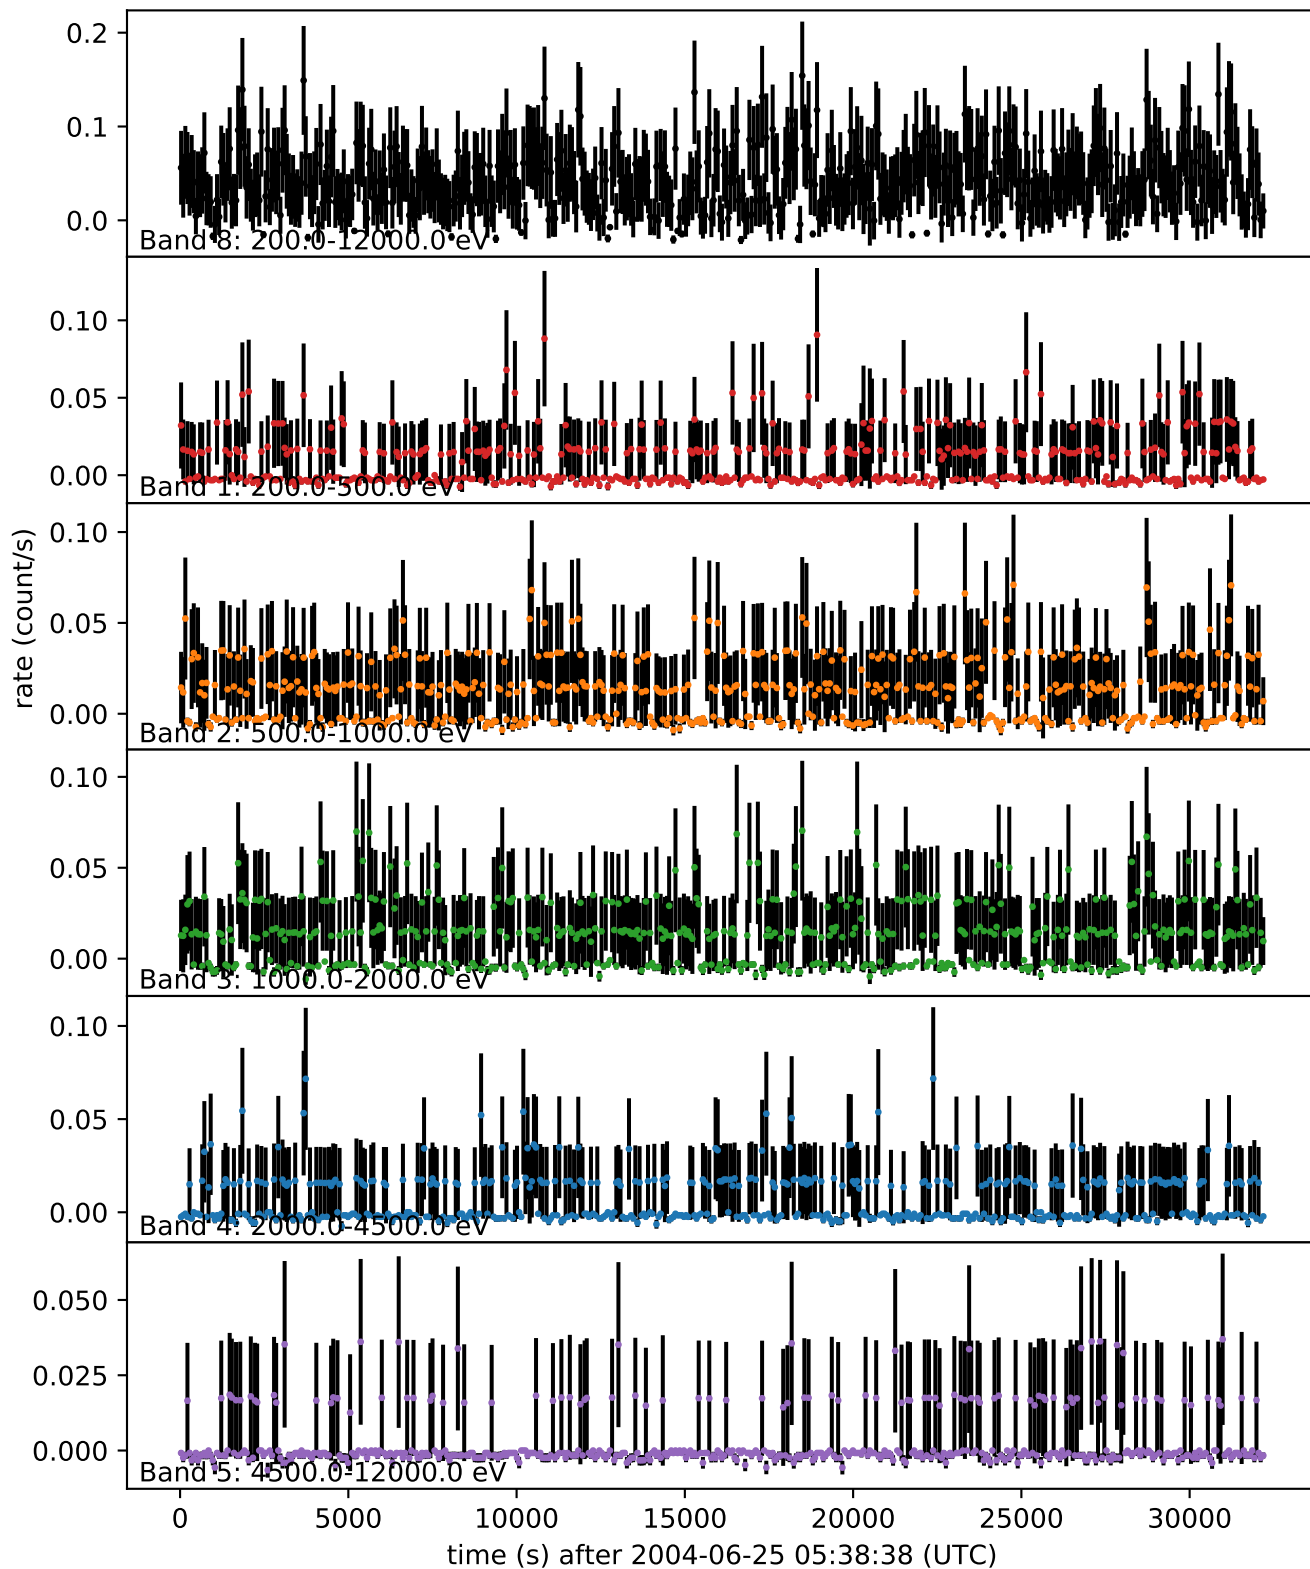 0.2
0.1
0.0
Band 8: 200.0-12000.0 eV
0.10
0.05
0.00
Band 1: 200.0-500.0 eV
rate (count/s)
0.10
0.05
0.00
Band 2: 500.0-1000.0 eV
0.10
0.05
0.00
Band 3: 1000.0-2000.0 eV
0.10
0.05
0.00
Band 4: 2000.0-4500.0 eV
0.050
0.025
0.000
Band 5: 4500.0-12000.0 eV
0 5000 10000 15000 20000 25000 30000
time (s) after 2004-06-25 05:38:38 (UTC)